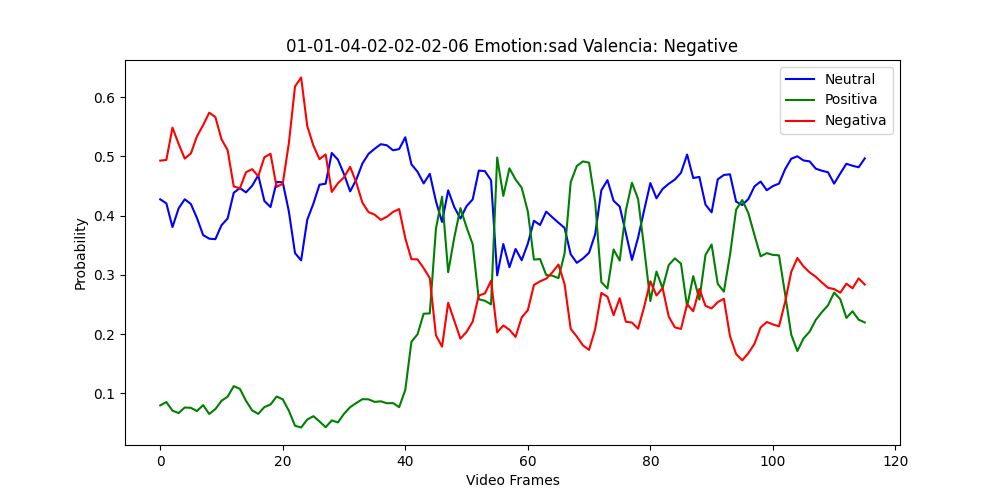 01-01-04-02-02-02-06 Emotion:sad Valencia: Negative
Neutral
Positiva
Negativa
Probability
0.6
0.5
0.4
0.3
0.2
0.1
0 20 40 60 80 100 120
Video Frames